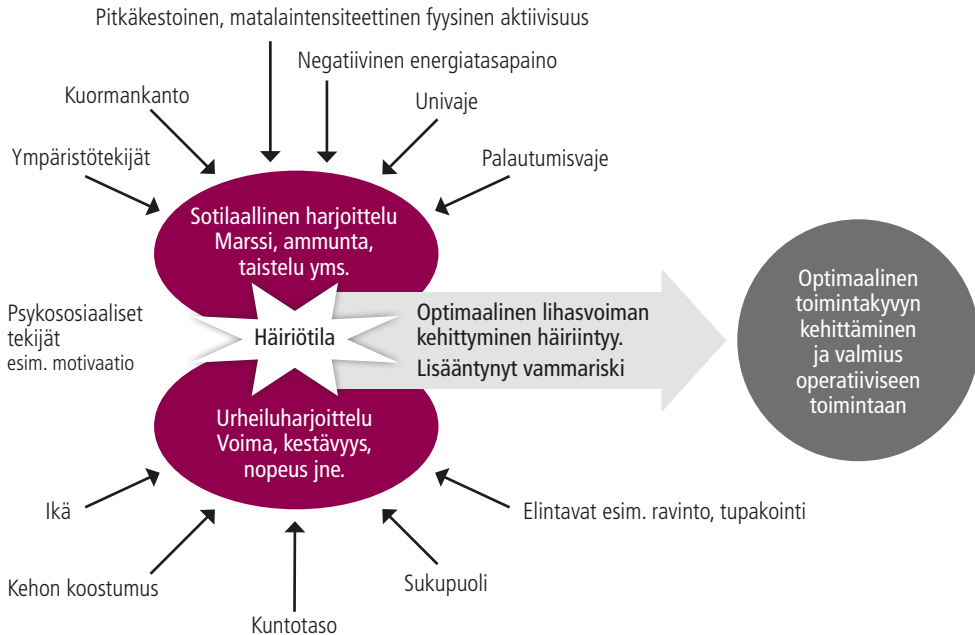 Pitkäkestoinen, matalaintensiteettinen fyysinen aktiivisuus
Negatiivinen energiatasapaino
Kuormankanto
Univaje
Ympäristötekijät
Palautumisvaje
Sotilaallinen harjoittelu
Marssi, ammunta,
taistelu yms.
Psykososiaaliset
tekijät
esim. motivaatio
Häiriötila
Optimaalinen lihasvoiman
kehittyminen häiriintyy.
Lisääntynyt vammariski
Optimaalinen
toimintakyvyn
kehittäminen
ja valmius
operatiiviseen
toimintaan
Urheiluharjoittelu
Voima, kestävyys,
nopeus jne.
Ikä
Elintavat esim. ravinto, tupakointi
Kehon koostumus
Sukupuoli
Kuntotaso